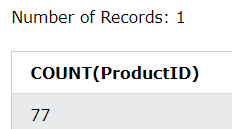 Number of Records: 1
COUNT(ProductID)
77